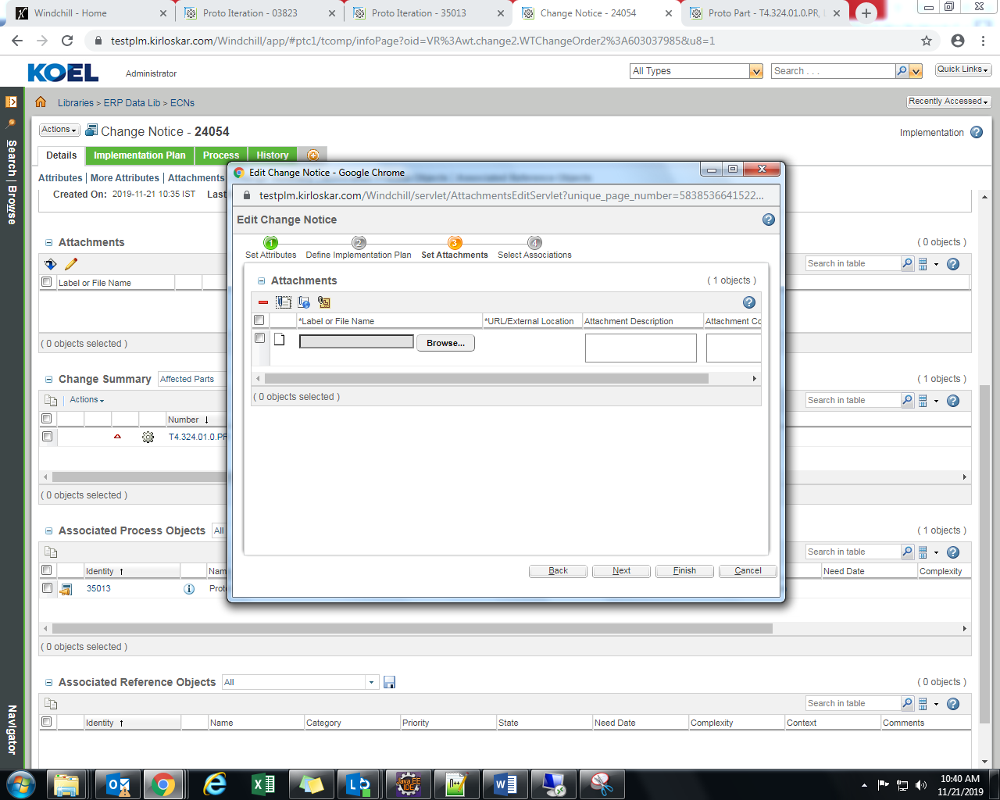 Windchill - Home
Proto Iteration - 03823
Proto Iteration - 35013
Change Notice - 24054
Proto Part - T4.324.01.0.PR,
testplm.kirloskar.com/Windchill/app/#ptc1/tcomp/infoPage?oid=VR%3Awt.change2.WTChangeOrder2%3A603037985&u8=1
KOEL
Administrator
All Types
Search . . .
Quick Links
Libraries > ERP Data Lib > ECNs
Recently Accessed
Actions
Change Notice - 24054
Implementation
Details
Implementation Plan
Process
History
Attributes | More Attributes | Attachments
Associated Reference Objects
Created On: 2019-11-21 10:35 IST
Search | Browse
Navigator
Attachments
( 0 objects )
Search in table
Label or File Name
( 0 objects selected )
Change Summary
Affected Parts
( 1 objects )
Actions
Search in table
Number
T4.324.01.0.PR
( 0 objects selected )
Associated Process Objects
All
( 1 objects )
Search in table
Identity
Need Date
Complexity
35013
( 0 objects selected )
Associated Reference Objects
All
( 0 objects )
Search in table
Identity
Name
Category
Priority
State
Need Date
Complexity
Context
Comments
Edit Change Notice - Google Chrome
testplm.kirloskar.com/Windchill/servlet/AttachmentsEditServlet?unique_page_number=5838536641522...
Edit Change Notice
1
2
3
4
Set Attributes
Define Implementation Plan
Set Attachments
Select Associations
Attachments
( 1 objects )
*Label or File Name
*URL/External Location
Attachment Description
Browse...
( 0 objects selected )
Back
Next
Finish
Cancel
Java EE
IDE
10:40 AM
11/21/2019